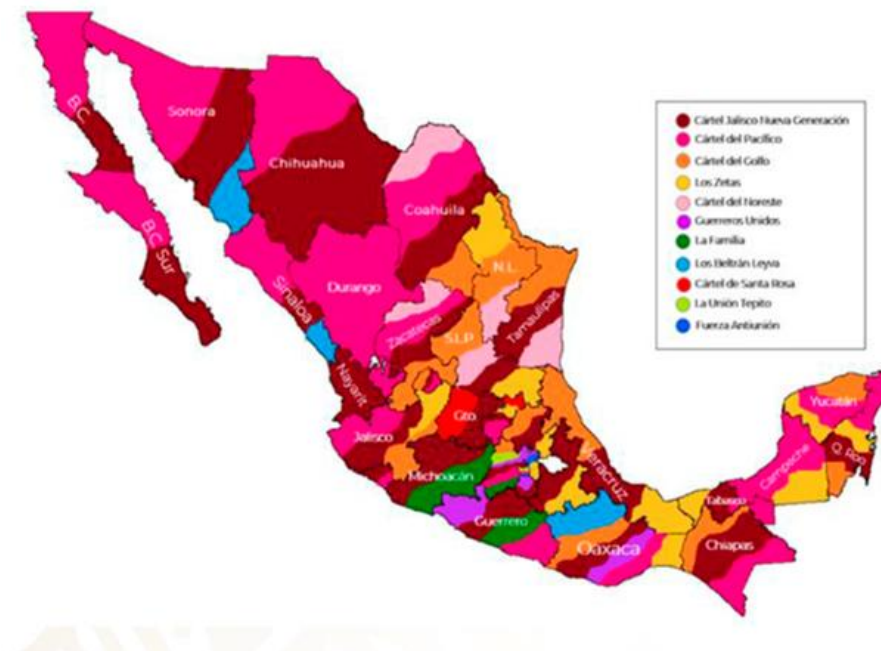 B.C.
Sonora
Chihuahua
B.C. Sur
Coahuila
Sinaloa
Durango
N.L.
Zacatecas
S.L.P
Tamaulipas
Nayarit
Gto.
Jalisco
Michoacán
Guerrero
Veracruz
Oaxaca
Tabasco
Chiapas
Campeche
Yucatán
Q. Roo
Cártel Jalisco Nueva Generación
Cártel del Pacífico
Cártel del Golfo
Los Zetas
Cártel del Noreste
Guerreros Unidos
La Familia
Los Beltrán Leyva
Cártel de Santa Rosa
La Unión Tepito
Fuerza Antiunión